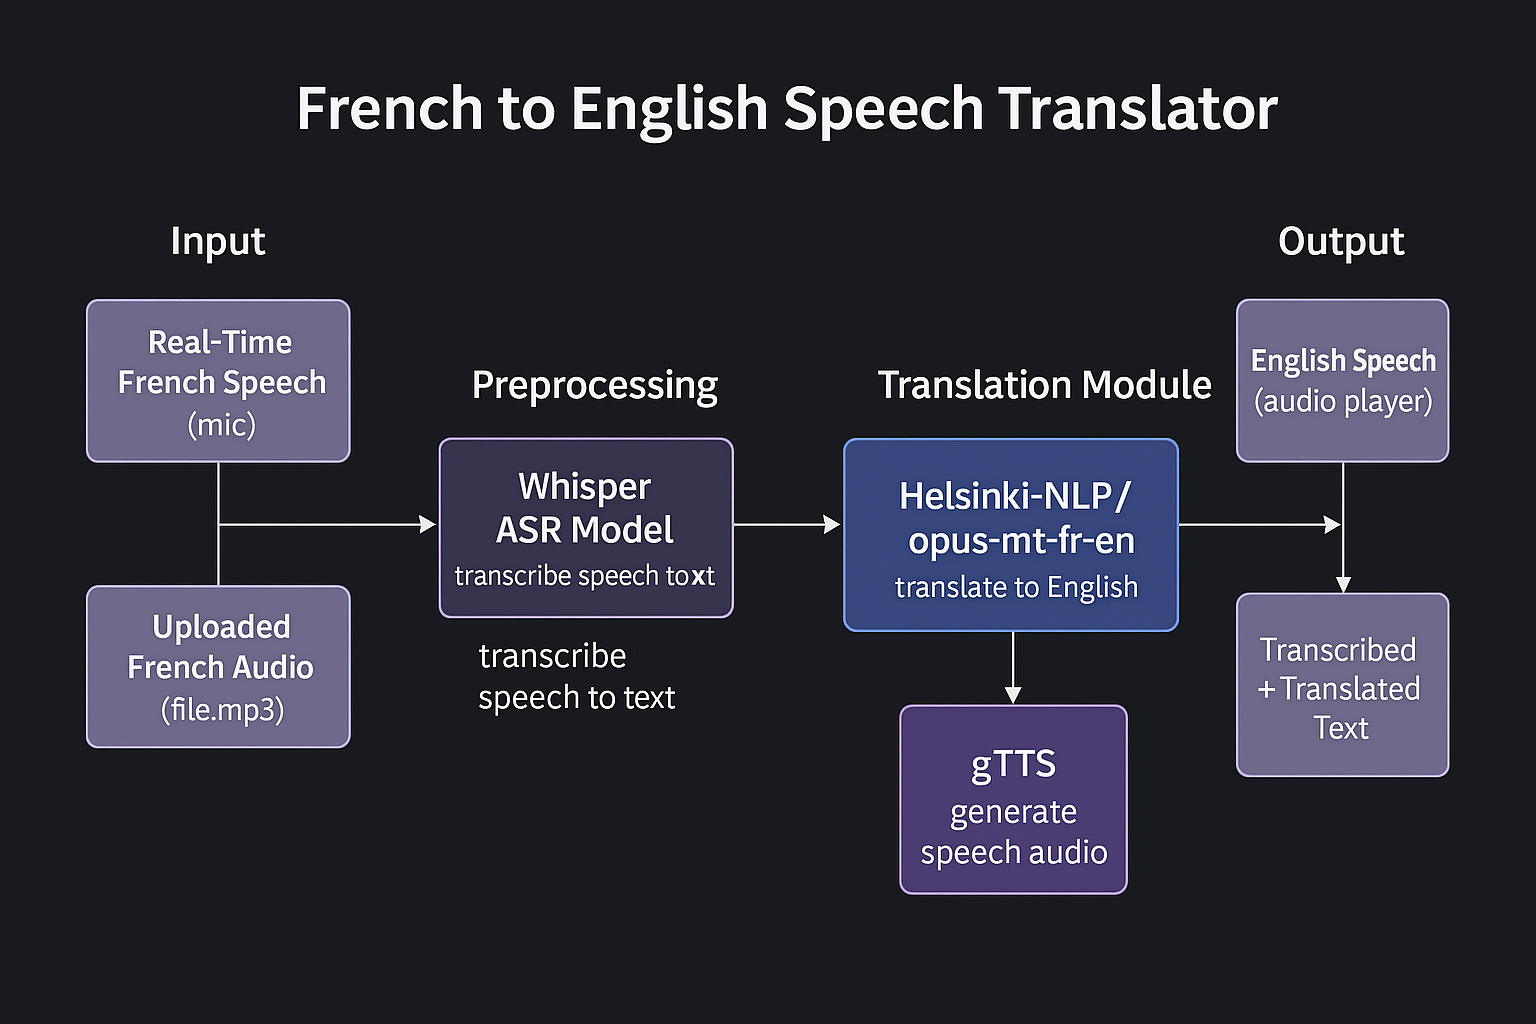 French to English Speech Translator
Input
Real-Time
French Speech
(mic)
Uploaded
French Audio
(file.mp3)
Preprocessing
Whisper
ASR Model
transcribe speech toxt
transcribe
speech to text
Translation Module
Helsinki-NLP/
opus-mt-fr-en
translate to English
gTTS
generate
speech audio
Output
English Speech
(audio player)
Transcribed
+ Translated
Text